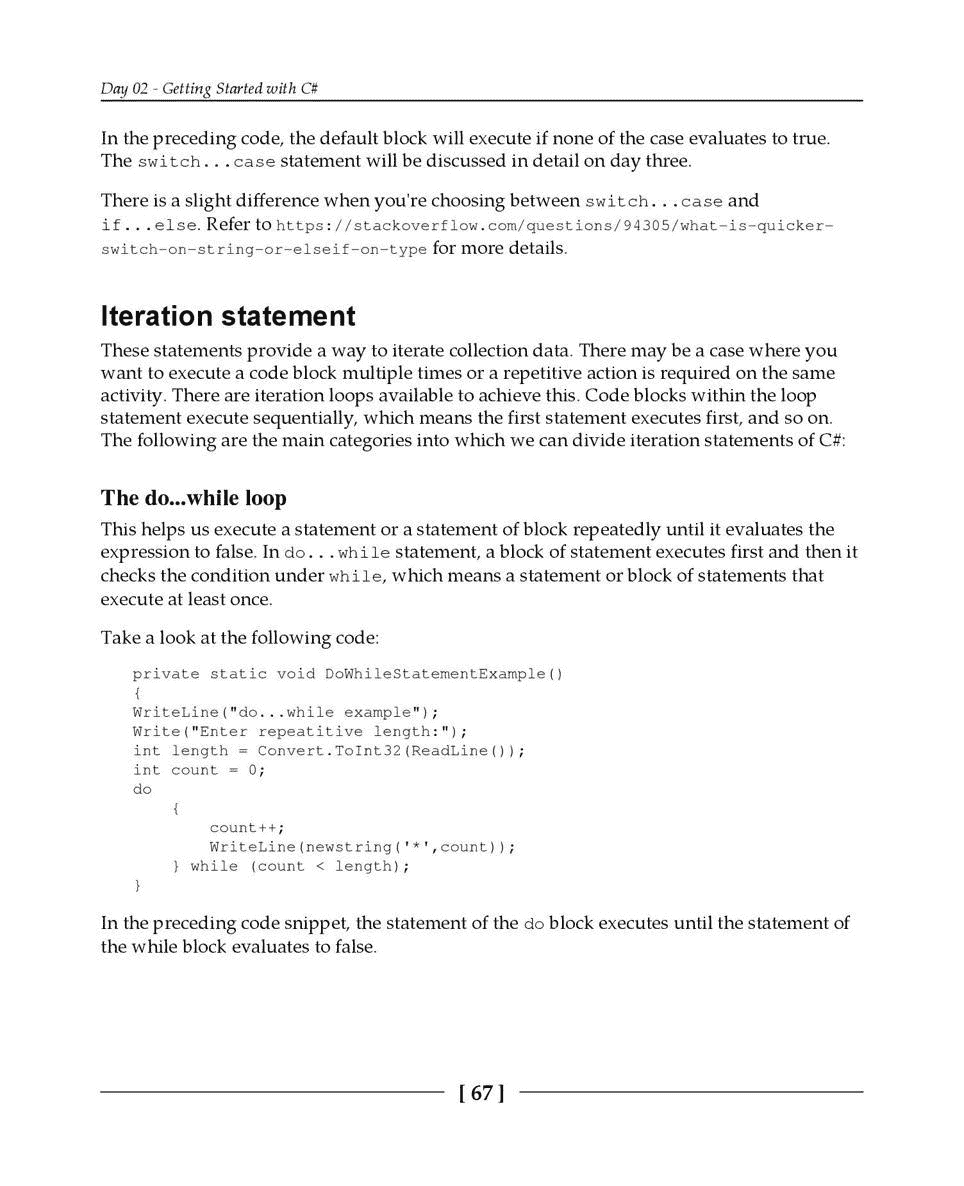 Day 02 - Getting Started with C#
In the preceding code, the default block will execute if none of the case evaluates to true.
The switch...case statement will be discussed in detail on day three.
There is a slight difference when you're choosing between switch...case and
if...else. Refer to https://stackoverflow.com/questions/94305/what-is-quicker-
switch-on-string-or-elseif-on-type for more details.
Iteration statement
These statements provide a way to iterate collection data. There may be a case where you
want to execute a code block multiple times or a repetitive action is required on the same
activity. There are iteration loops available to achieve this. Code blocks within the loop
statement execute sequentially, which means the first statement executes first, and so on.
The following are the main categories into which we can divide iteration statements of C#:
The do...while loop
This helps us execute a statement or a statement of block repeatedly until it evaluates the
expression to false. In do...while statement, a block of statement executes first and then it
checks the condition under while, which means a statement or block of statements that
execute at least once.
Take a look at the following code:
private static void DoWhileStatementExample()
{
WriteLine("do...while example");
Write("Enter repeatitive length:");
int length = Convert.ToInt32(ReadLine());
int count = 0;
do
{
count++;
WriteLine(newstring('*',count));
} while (count < length);
}
In the preceding code snippet, the statement of the do block executes until the statement of
the while block evaluates to false.
[ 67 ]